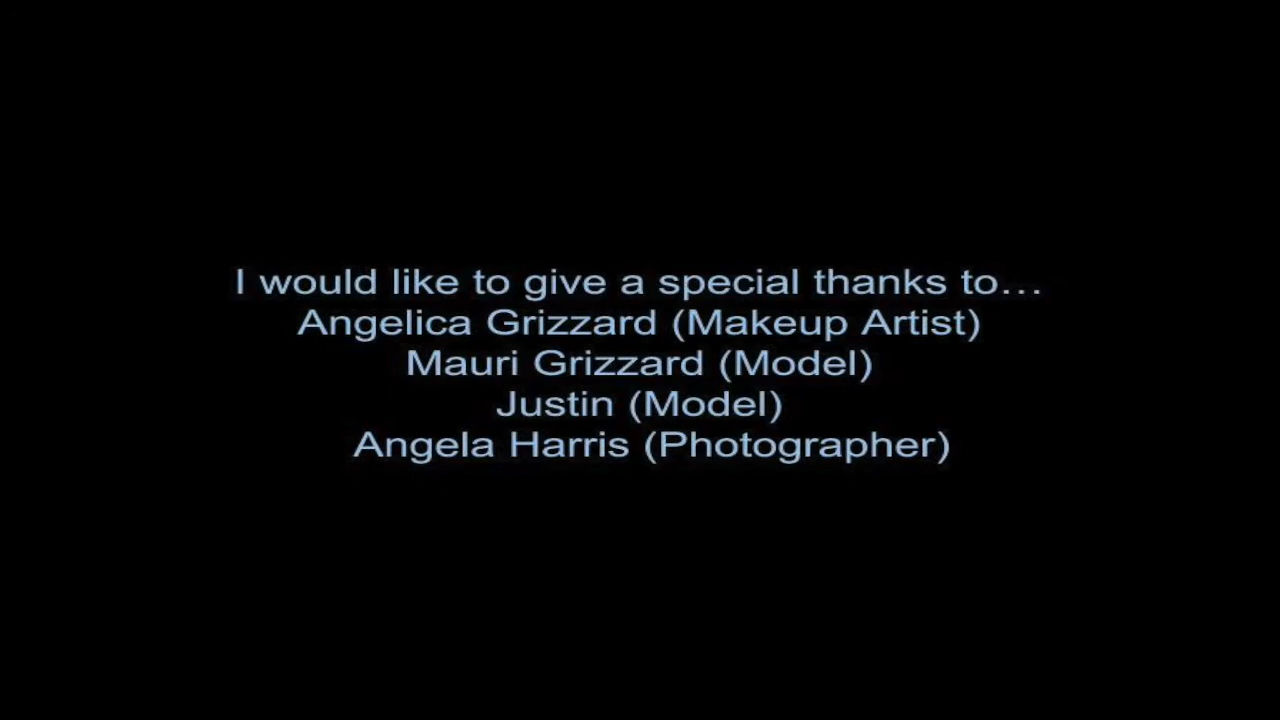 I would like to give a special thanks to...
Angelica Grizzard (Makeup Artist)
Mauri Grizzard (Model)
Justin (Model)
Angela Harris (Photographer)